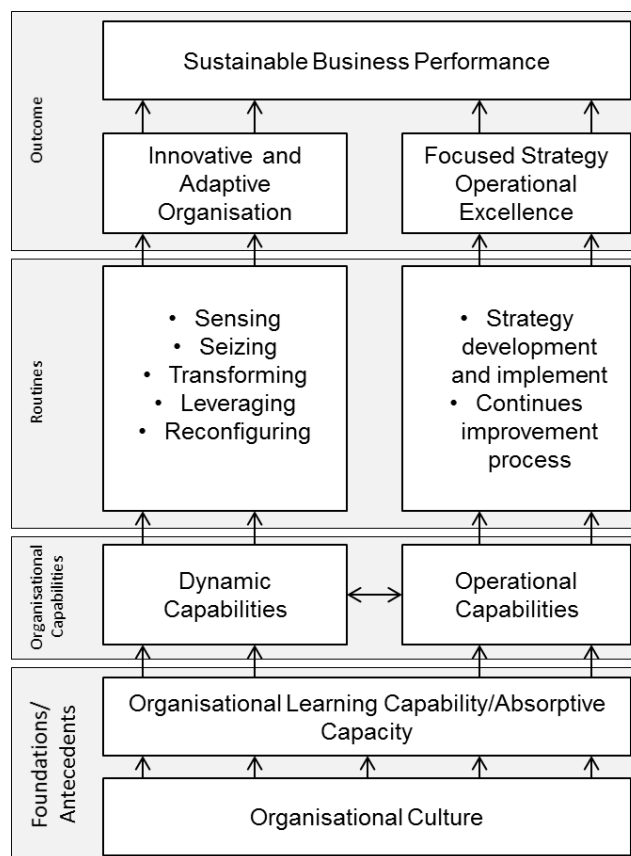 Outcome
Sustainable Business Performance
Innovative and
Adaptive
Organisation
Focused Strategy
Operational
Excellence
Routines
• Sensing
• Seizing
• Transforming
• Leveraging
• Reconfiguring
• Strategy
development
and implement
• Continues
improvement
process
Organisational
Capabilities
Dynamic
Capabilities
Operational
Capabilities
Foundations/
Antecedents
Organisational Learning Capability/Absorptive
Capacity
Organisational Culture